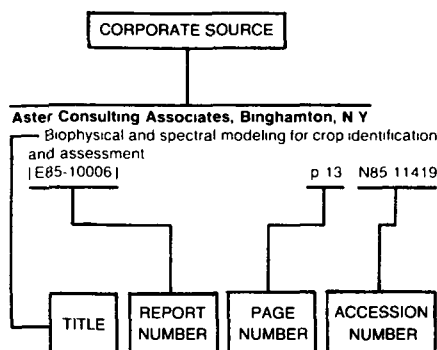 CORPORATE SOURCE
Aster Consulting Associates, Binghamton, N Y
Biophysical and spectral modeling for crop identification
and assessment
| E85-10006 | p 13 N85 11419
TITLE
REPORT NUMBER
PAGE NUMBER
ACCESSION NUMBER